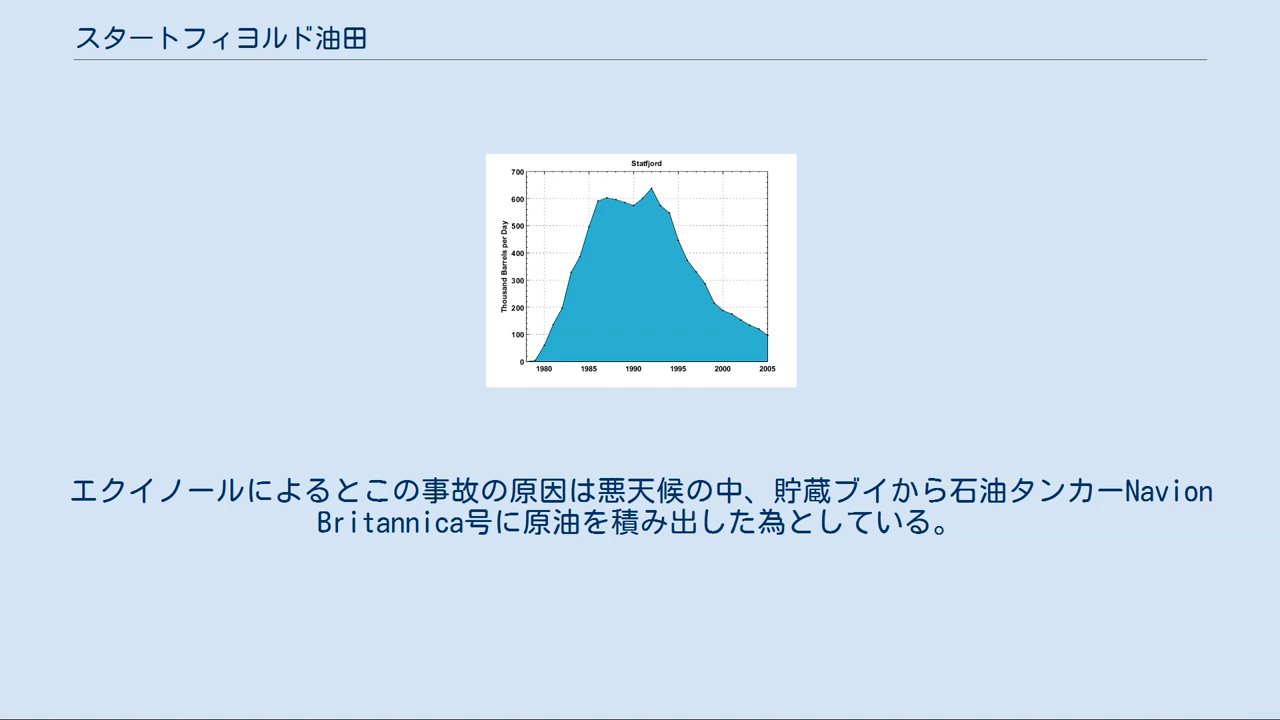 スタートフィヨルド油田
Statfjord
Thousand Barrels per Day
700
600
500
400
300
200
100
0
1980 1985 1990 1995 2000 2005
エクイノールによるとこの事故の原因は悪天候の中、貯蔵ブイから石油タンカーNavion
Britannica号に原油を積み出した為としている。